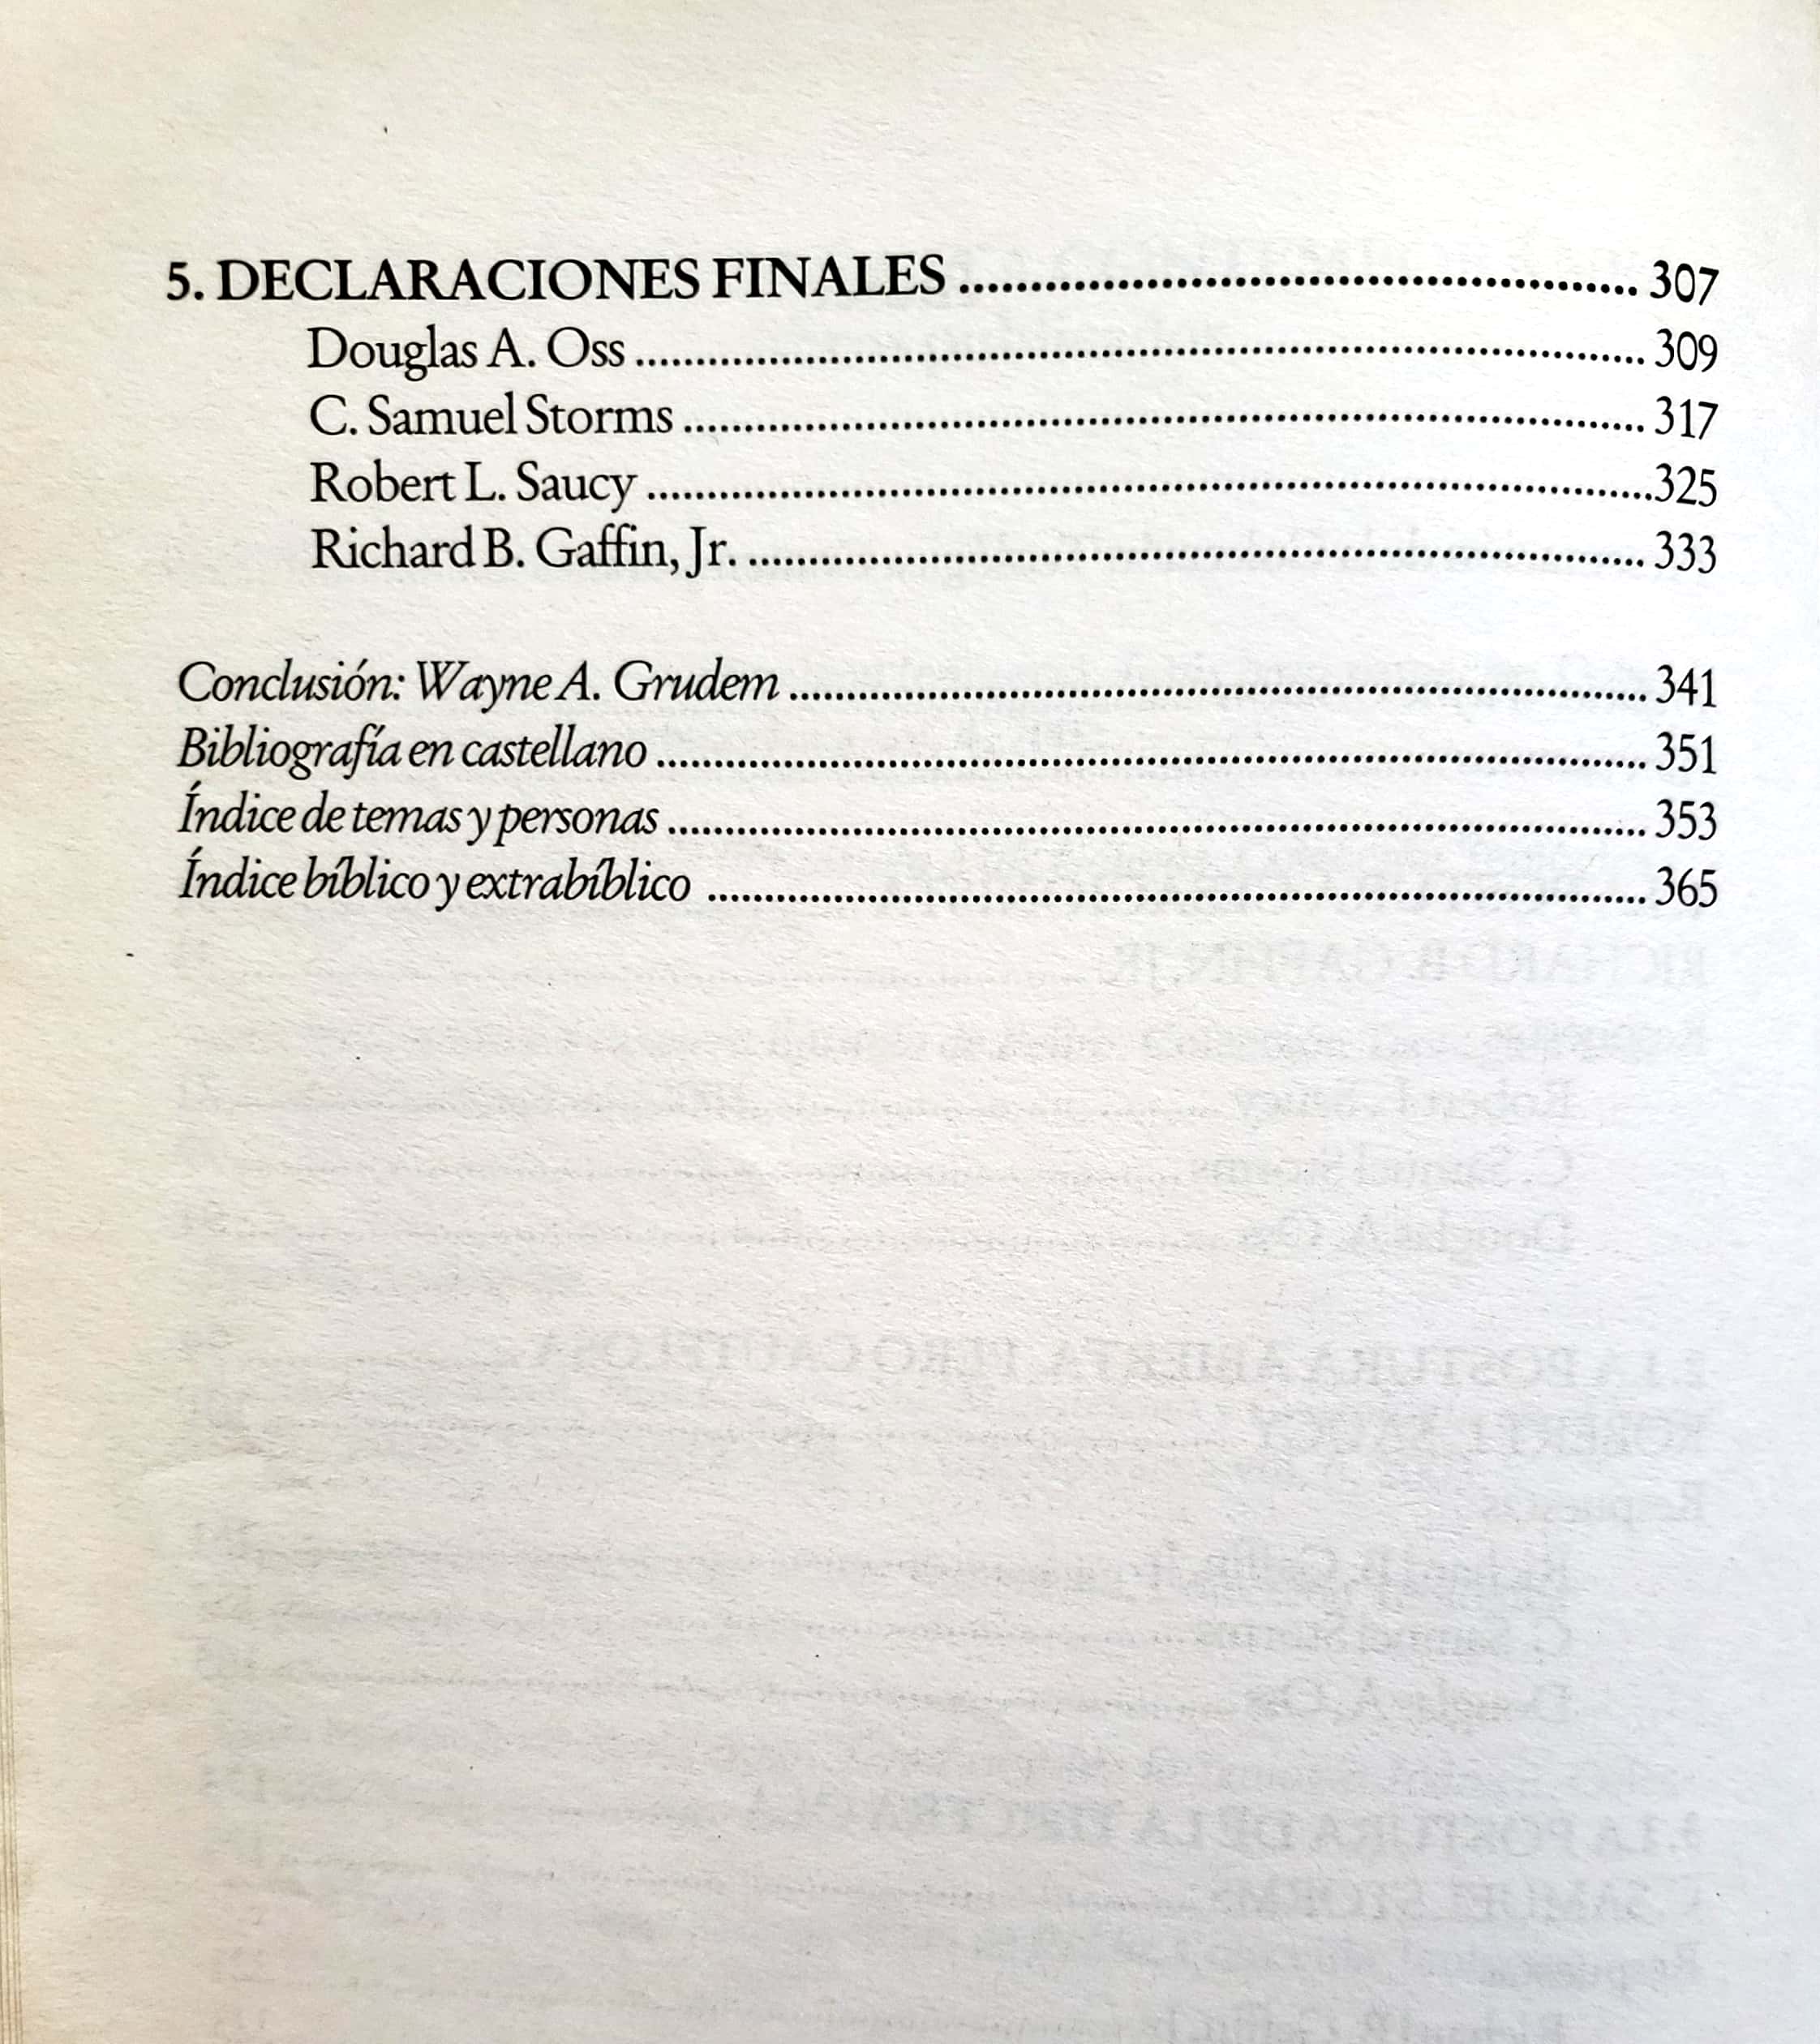 5. DECLARACIONES FINALES ........................................ 307
Douglas A. Oss ........................................ 309
C. Samuel Storms ........................................ 317
Robert L. Saucy ........................................ 325
Richard B. Gaffin, Jr. ........................................ 333
Conclusión: Wayne A. Grudem ........................................ 341
Bibliografía en castellano ........................................ 351
Índice de temas y personas ........................................ 353
Índice bíblico y extrabíblico ........................................ 365